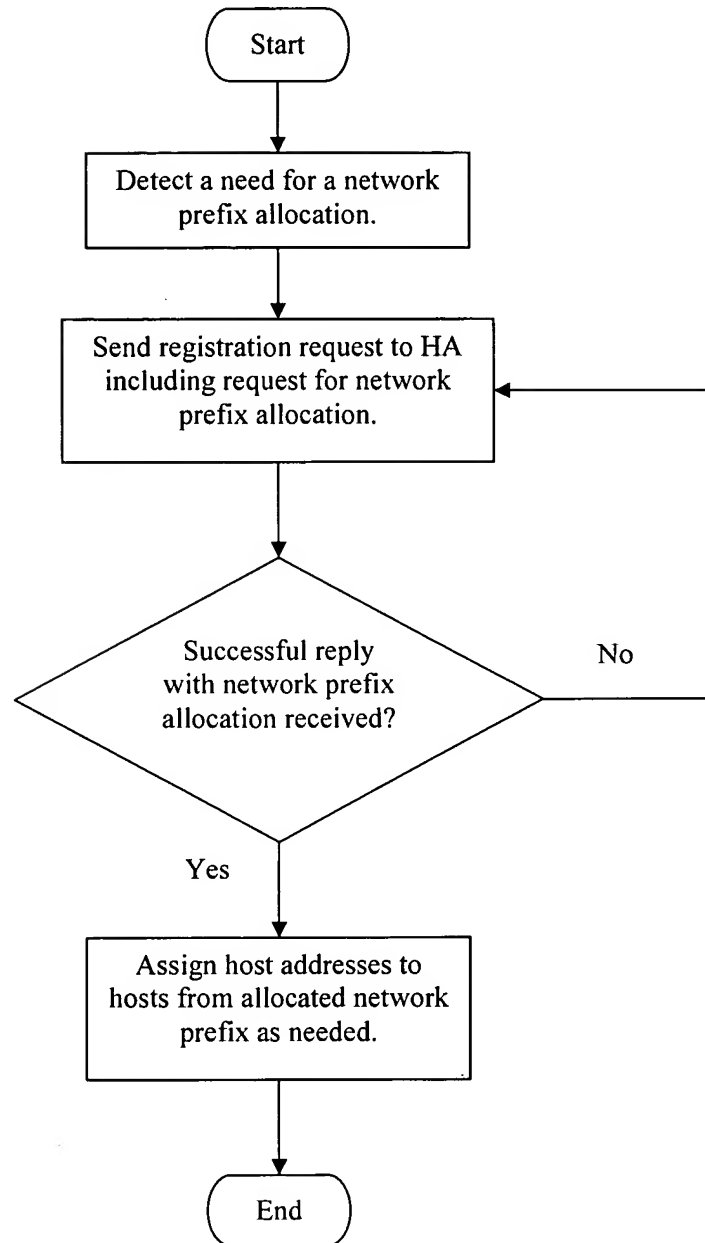 Start
Detect a need for a network
prefix allocation.
Send registration request to HA
including request for network
prefix allocation.
Successful reply
with network prefix
allocation received?
No
Yes
Assign host addresses to
hosts from allocated network
prefix as needed.
End